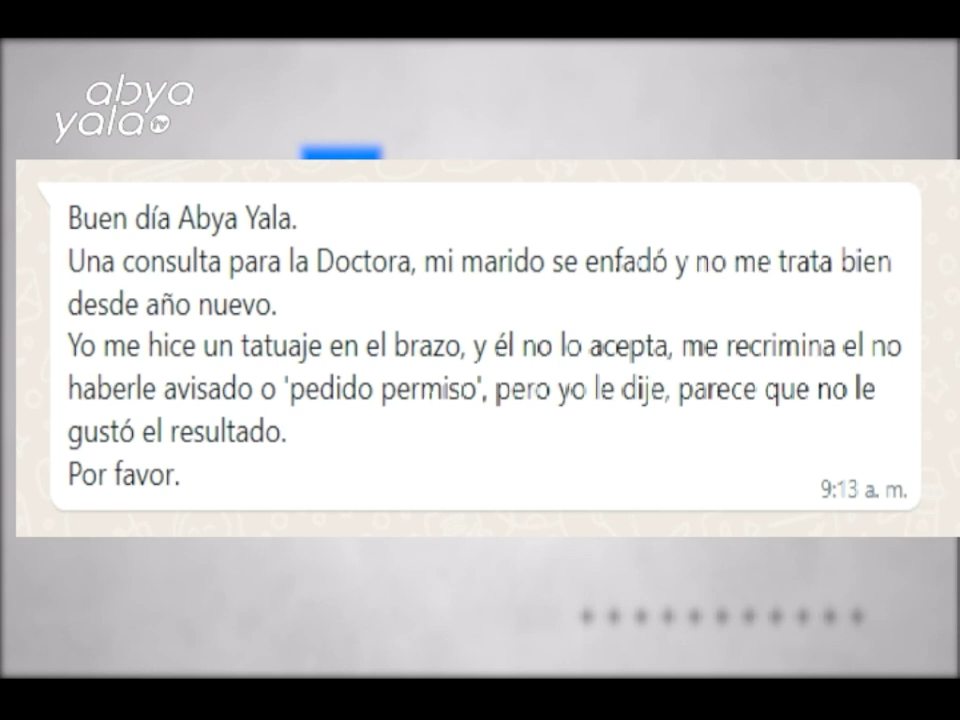 abya
yala tv
Buen día Abya Yala.
Una consulta para la Doctora, mi marido se enfadó y no me trata bien
desde año nuevo.
Yo me hice un tatuaje en el brazo, y él no lo acepta, me recrimina el no
haberle avisado o 'pedido permiso', pero yo le dije, parece que no le
gustó el resultado.
Por favor.
9:13 a. m.